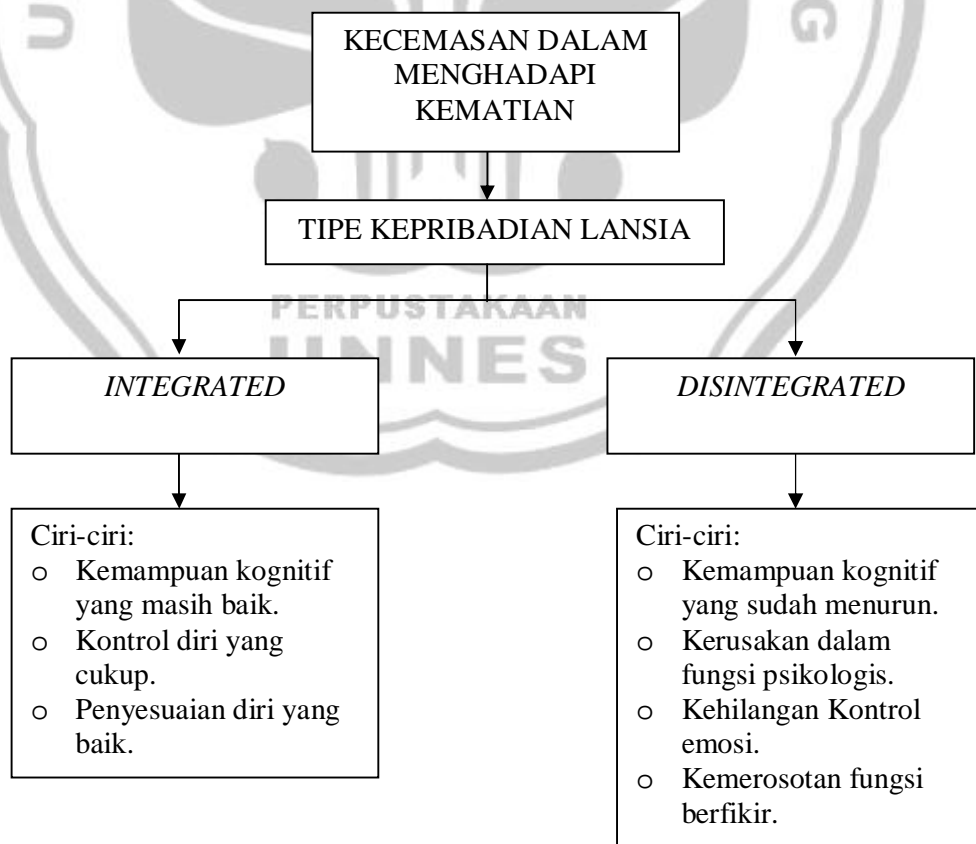 KECEMASAN DALAM
MENGHADAPI
KEMATIAN
TIPE KEPRIBADIAN LANSIA
PERPUSTAKAAN
UNNES
INTEGRATED
DISINTEGRATED
Ciri-ciri:
o Kemampuan kognitif
yang masih baik.
o Kontrol diri yang
cukup.
o Penyesuaian diri yang
baik.
Ciri-ciri:
o Kemampuan kognitif
yang sudah menurun.
o Kerusakan dalam
fungsi psikologis.
o Kehilangan Kontrol
emosi.
o Kemerosotan fungsi
berfikir.